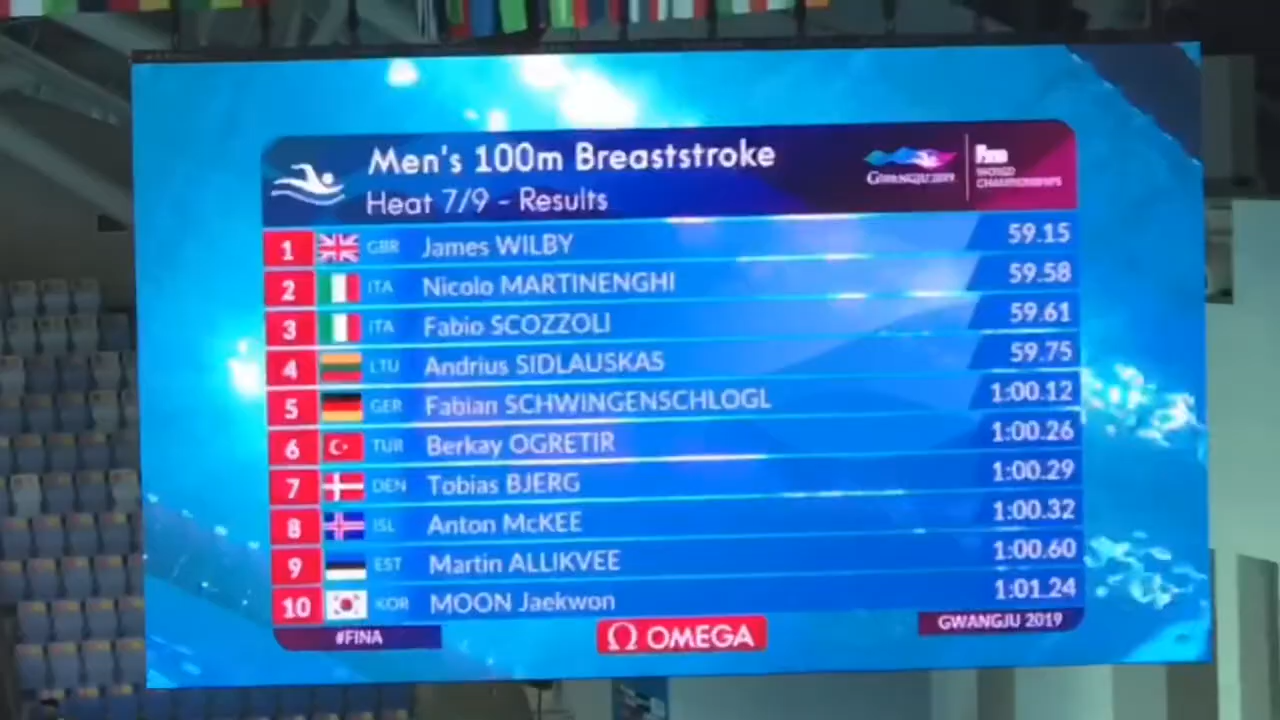 Men's 100m Breaststroke
Heat 7/9 - Results
GWANGJU 2019
FINA
WORLD
CHAMPIONSHIPS
1 GBR James WILBY 59.15
2 ITA Nicolo MARTINENGHI 59.58
3 ITA Fabio SCOZZOLI 59.61
4 LTU Andrius SIDLAUSKAS 59.75
5 GER Fabian SCHWINGENSCHLOGL 1:00.12
6 TUR Berkay OGRETIR 1:00.26
7 DEN Tobias BJERG 1:00.29
8 ISL Anton McKEE 1:00.32
9 EST Martin ALLIKVEE 1:00.60
10 KOR MOON Jaekwon 1:01.24
#FINA
Ω OMEGA
GWANGJU 2019